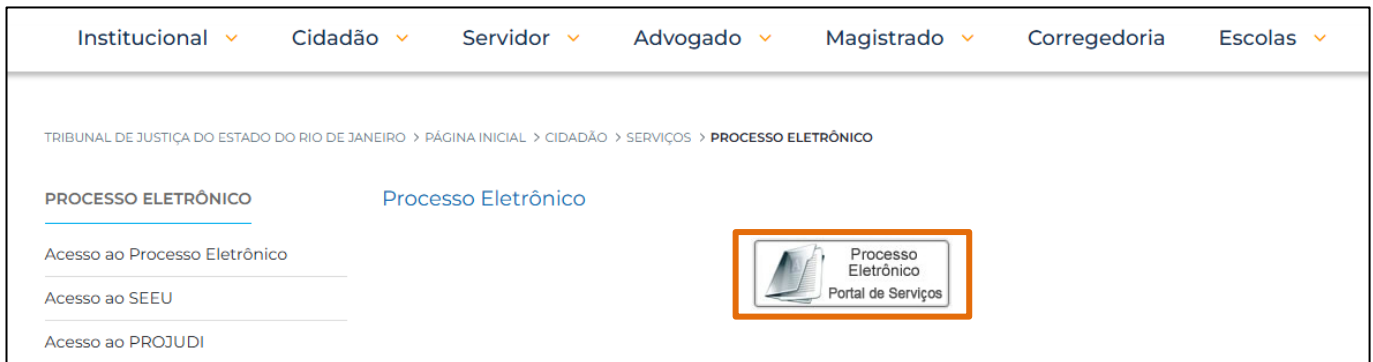 Institucional Cidadão Servidor Advogado Magistrado Corregedoria Escolas
TRIBUNAL DE JUSTIÇA DO ESTADO DO RIO DE JANEIRO > PÁGINA INICIAL > CIDADÃO > SERVIÇOS > PROCESSO ELETRÔNICO
PROCESSO ELETRÔNICO
Acesso ao Processo Eletrônico
Acesso ao SEEU
Acesso ao PROJUDI
Processo Eletrônico
Processo
Eletrônico
Portal de Serviços